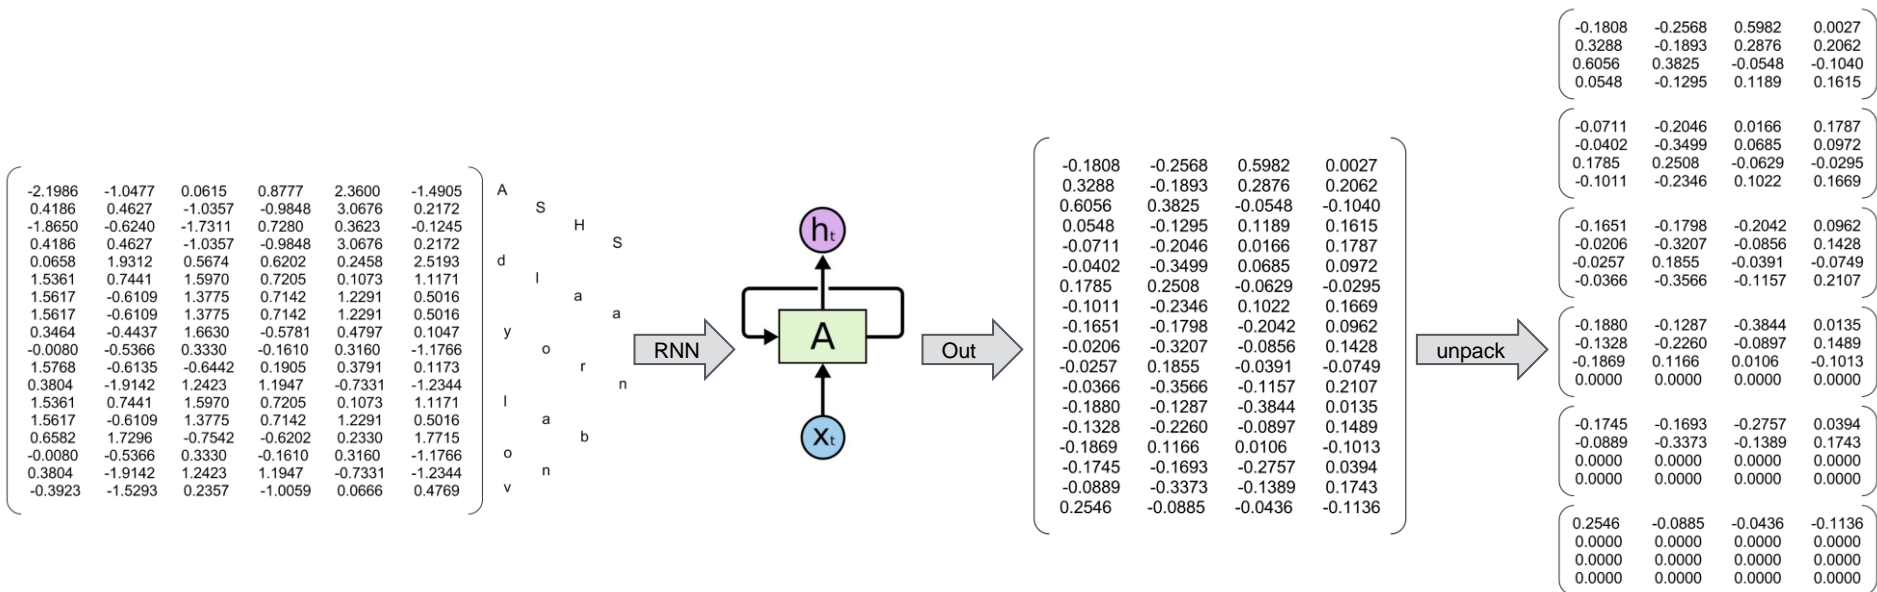 -2.1986 -1.0477 0.0615 0.8777 2.3600 -1.4905 A
0.4186 0.4627 -1.0357 -0.9848 3.0676 0.2172 S
-1.8650 -0.6240 -1.7311 0.7280 0.3623 -0.1245 H
0.4186 0.4627 -1.0357 -0.9848 3.0676 0.2172 S
0.0658 1.9312 0.5674 0.6202 0.2458 2.5193 d
1.5361 0.7441 1.5970 0.7205 0.1073 1.1171 l
1.5617 -0.6109 1.3775 0.7142 1.2291 0.5016 a
1.5617 -0.6109 1.3775 0.7142 1.2291 0.5016 a
0.3464 -0.4437 1.6630 -0.5781 0.4797 0.1047 y
-0.0080 -0.5366 0.3330 -0.1610 0.3160 -1.1766 o
1.5768 -0.6135 -0.6442 0.1905 0.3791 0.1173 r
0.3804 -1.9142 1.2423 1.1947 -0.7331 -1.2344 n
1.5361 0.7441 1.5970 0.7205 0.1073 1.1171 l
1.5617 -0.6109 1.3775 0.7142 1.2291 0.5016 a
0.6582 1.7296 -0.7542 -0.6202 0.2330 1.7715 b
-0.0080 -0.5366 0.3330 -0.1610 0.3160 -1.1766 o
0.3804 -1.9142 1.2423 1.1947 -0.7331 -1.2344 n
-0.3923 -1.5293 0.2357 -1.0059 0.0666 0.4769 v
RNN
ht
A
xt
Out
-0.1808 -0.2568 0.5982 0.0027
0.3288 -0.1893 0.2876 0.2062
0.6056 0.3825 -0.0548 -0.1040
0.0548 -0.1295 0.1189 0.1615
-0.0711 -0.2046 0.0166 0.1787
-0.0402 -0.3499 0.0685 0.0972
0.1785 0.2508 -0.0629 -0.0295
-0.1011 -0.2346 0.1022 0.1669
-0.1651 -0.1798 -0.2042 0.0962
-0.0206 -0.3207 -0.0856 0.1428
-0.0257 0.1855 -0.0391 -0.0749
-0.0366 -0.3566 -0.1157 0.2107
-0.1880 -0.1287 -0.3844 0.0135
-0.1328 -0.2260 -0.0897 0.1489
-0.1869 0.1166 0.0106 -0.1013
-0.1745 -0.1693 -0.2757 0.0394
-0.0889 -0.3373 -0.1389 0.1743
0.2546 -0.0885 -0.0436 -0.1136
unpack
-0.1808 -0.2568 0.5982 0.0027
0.3288 -0.1893 0.2876 0.2062
0.6056 0.3825 -0.0548 -0.1040
0.0548 -0.1295 0.1189 0.1615
-0.0711 -0.2046 0.0166 0.1787
-0.0402 -0.3499 0.0685 0.0972
0.1785 0.2508 -0.0629 -0.0295
-0.1011 -0.2346 0.1022 0.1669
-0.1651 -0.1798 -0.2042 0.0962
-0.0206 -0.3207 -0.0856 0.1428
-0.0257 0.1855 -0.0391 -0.0749
-0.0366 -0.3566 -0.1157 0.2107
-0.1880 -0.1287 -0.3844 0.0135
-0.1328 -0.2260 -0.0897 0.1489
-0.1869 0.1166 0.0106 -0.1013
0.0000 0.0000 0.0000 0.0000
-0.1745 -0.1693 -0.2757 0.0394
-0.0889 -0.3373 -0.1389 0.1743
0.0000 0.0000 0.0000 0.0000
0.0000 0.0000 0.0000 0.0000
0.2546 -0.0885 -0.0436 -0.1136
0.0000 0.0000 0.0000 0.0000
0.0000 0.0000 0.0000 0.0000
0.0000 0.0000 0.0000 0.0000